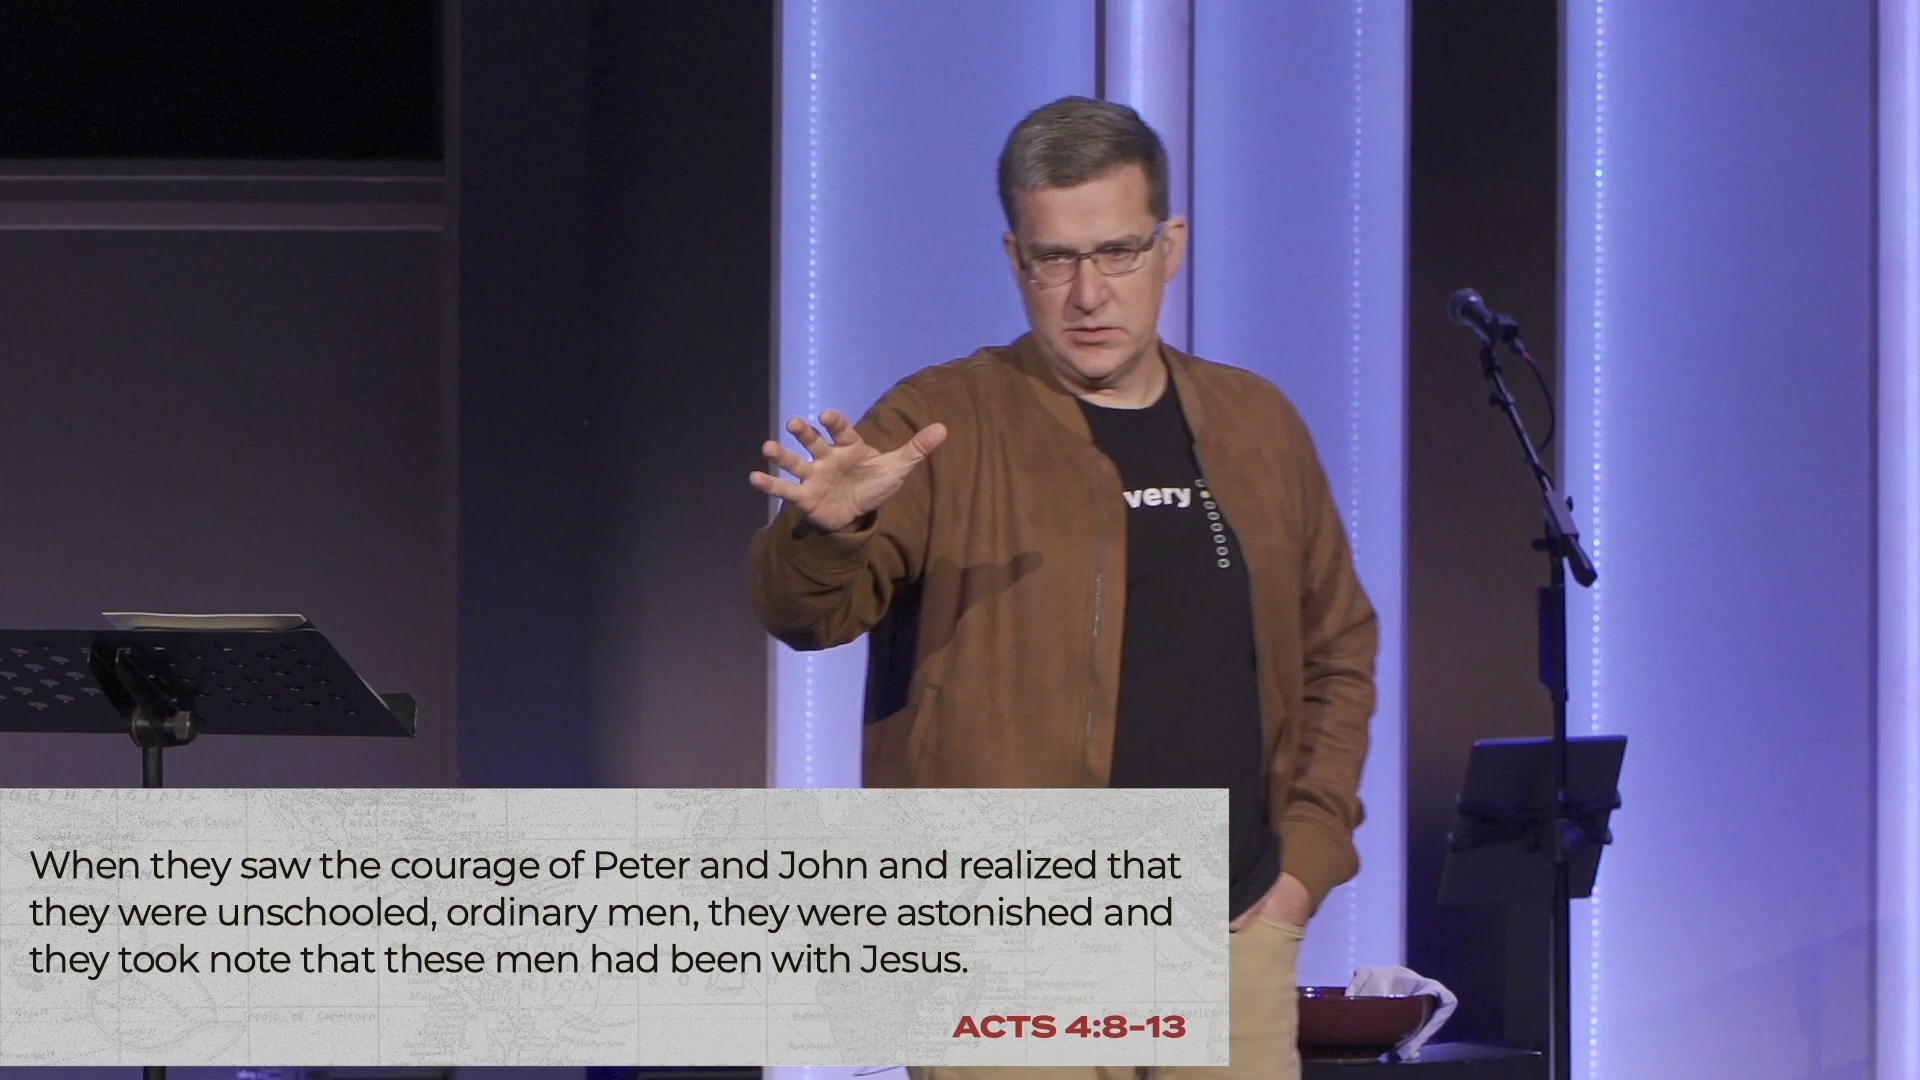 very
When they saw the courage of Peter and John and realized that
they were unschooled, ordinary men, they were astonished and
they took note that these men had been with Jesus.
ACTS 4:8-13